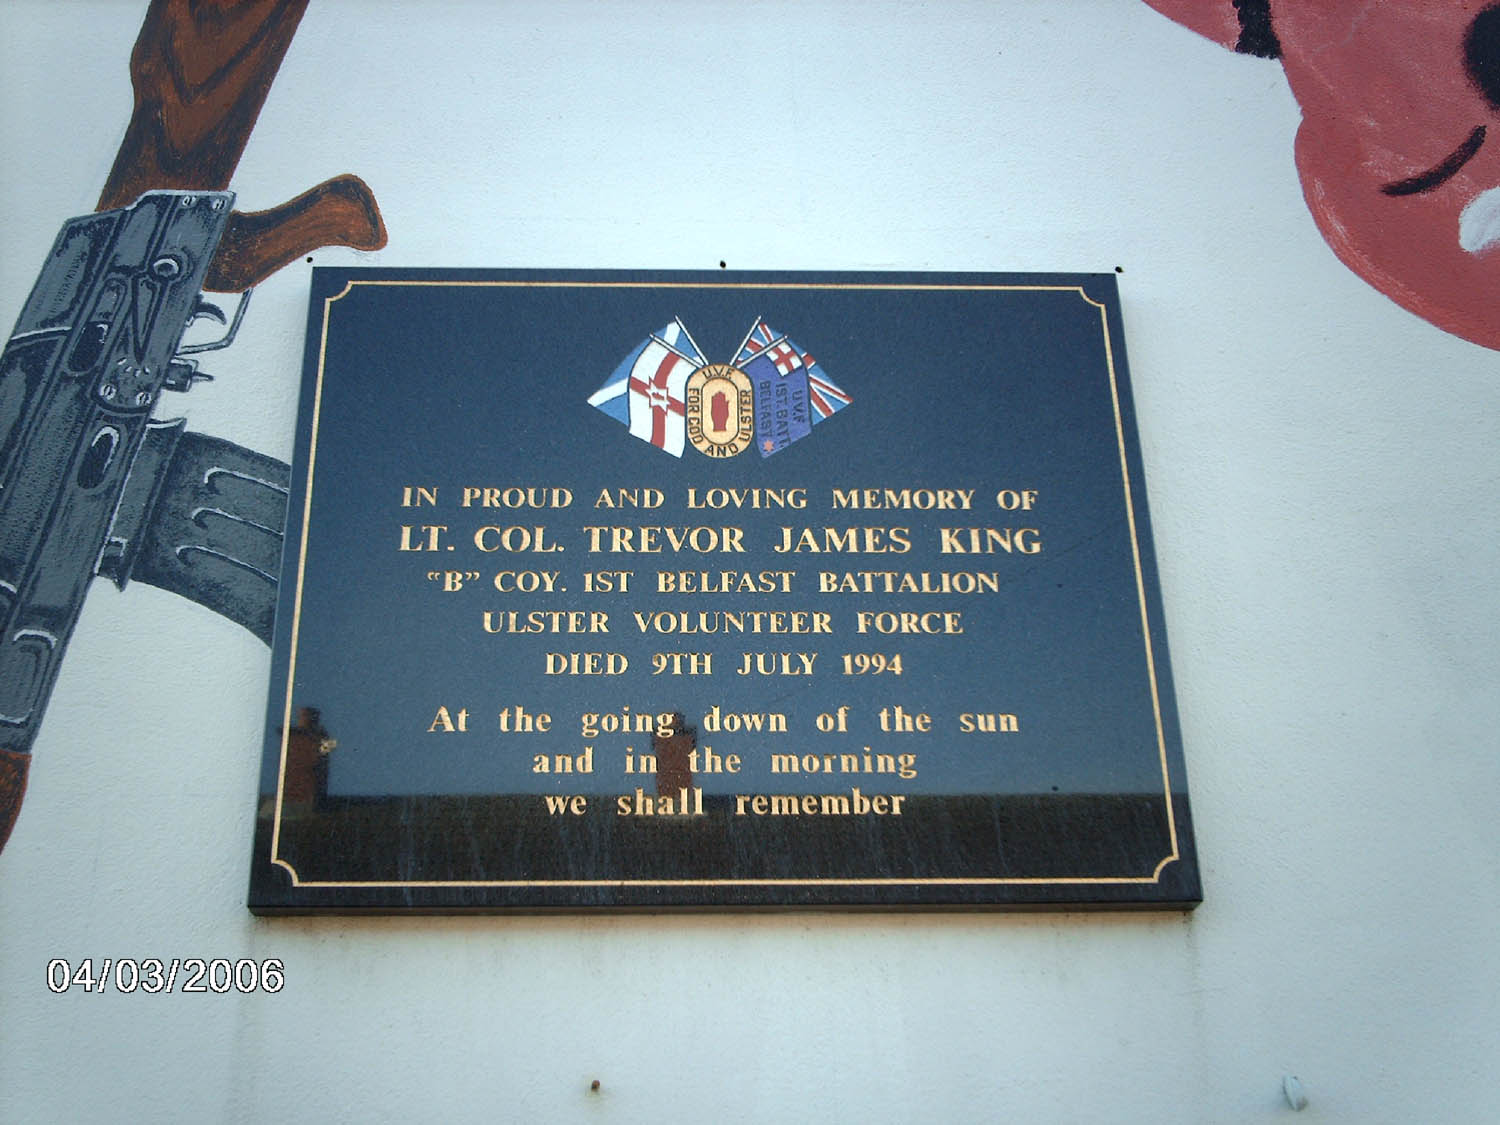 U.V.F.
FOR GOD AND ULSTER
U.V.F.
1ST. BATT.
BELFAST
IN PROUD AND LOVING MEMORY OF
LT. COL. TREVOR JAMES KING
"B" COY. 1ST BELFAST BATTALION
ULSTER VOLUNTEER FORCE
DIED 9TH JULY 1994
At the going down of the sun
and in the morning
we shall remember
04/03/2006